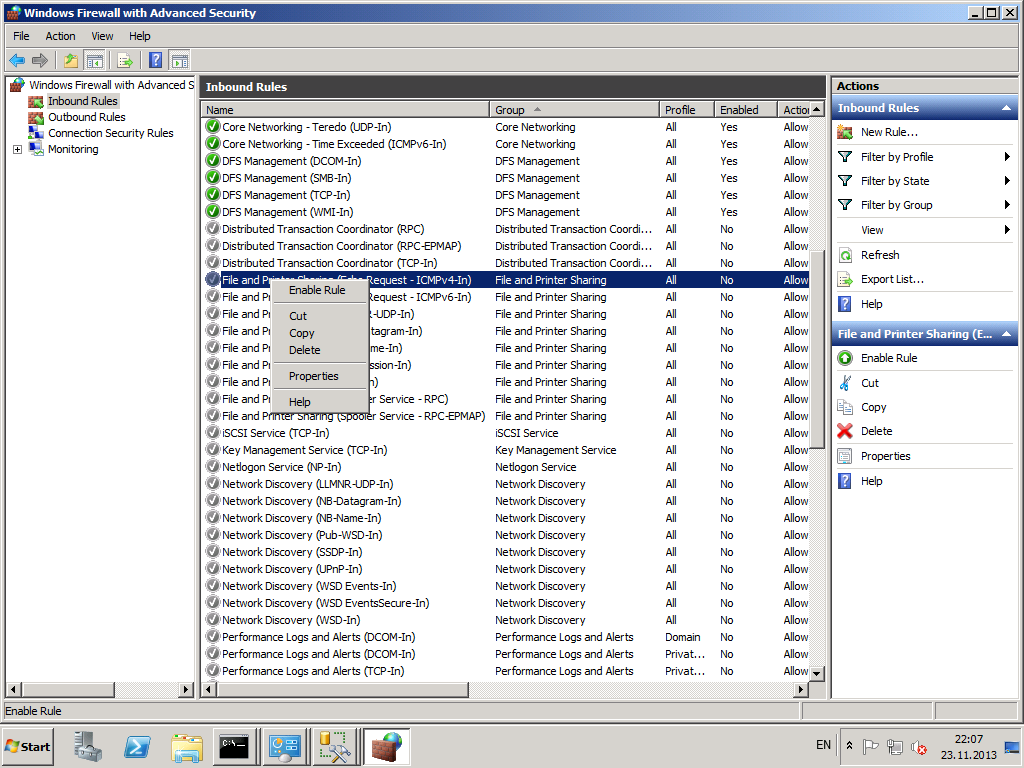 Windows Firewall with Advanced Security
File Action View Help
Windows Firewall with Advanced S
Inbound Rules
Outbound Rules
Connection Security Rules
Monitoring
Inbound Rules
Name Group Profile Enabled Action
Core Networking - Teredo (UDP-In) Core Networking All Yes Allow
Core Networking - Time Exceeded (ICMPv6-In) Core Networking All Yes Allow
DFS Management (DCOM-In) DFS Management All Yes Allow
DFS Management (SMB-In) DFS Management All Yes Allow
DFS Management (TCP-In) DFS Management All Yes Allow
DFS Management (WMI-In) DFS Management All Yes Allow
Distributed Transaction Coordinator (RPC) Distributed Transaction Coordi... All No Allow
Distributed Transaction Coordinator (RPC-EPMAP) Distributed Transaction Coordi... All No Allow
Distributed Transaction Coordinator (TCP-In) Distributed Transaction Coordi... All No Allow
File and Printer Sharing (Echo Request - ICMPv4-In) File and Printer Sharing All No Allow
File and P Request - ICMPv6-In) File and Printer Sharing All No Allow
File and P R-UDP-In) File and Printer Sharing All No Allow
File and P tagram-In) File and Printer Sharing All No Allow
File and P me-In) File and Printer Sharing All No Allow
File and P ssion-In) File and Printer Sharing All No Allow
File and P n) File and Printer Sharing All No Allow
File and P ler Service - RPC) File and Printer Sharing All No Allow
File and Printer Sharing (Spooler Service - RPC-EPMAP) File and Printer Sharing All No Allow
iSCSI Service (TCP-In) iSCSI Service All No Allow
Key Management Service (TCP-In) Key Management Service All No Allow
Netlogon Service (NP-In) Netlogon Service All No Allow
Network Discovery (LLMNR-UDP-In) Network Discovery All No Allow
Network Discovery (NB-Datagram-In) Network Discovery All No Allow
Network Discovery (NB-Name-In) Network Discovery All No Allow
Network Discovery (Pub-WSD-In) Network Discovery All No Allow
Network Discovery (SSDP-In) Network Discovery All No Allow
Network Discovery (UPnP-In) Network Discovery All No Allow
Network Discovery (WSD Events-In) Network Discovery All No Allow
Network Discovery (WSD EventsSecure-In) Network Discovery All No Allow
Network Discovery (WSD-In) Network Discovery All No Allow
Performance Logs and Alerts (DCOM-In) Performance Logs and Alerts Domain No Allow
Performance Logs and Alerts (DCOM-In) Performance Logs and Alerts Privat... No Allow
Performance Logs and Alerts (TCP-In) Performance Logs and Alerts Privat... No Allow
Enable Rule
Cut
Copy
Delete
Properties
Help
Actions
Inbound Rules
New Rule...
Filter by Profile
Filter by State
Filter by Group
View
Refresh
Export List...
Help
File and Printer Sharing (E...
Enable Rule
Cut
Copy
Delete
Properties
Help
Enable Rule
Start
C:\_
EN
22:07
23.11.2013